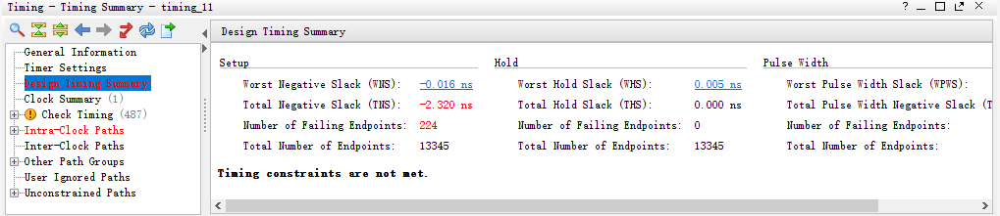 Timing - Timing Summary - timing_11
General Information
Timer Settings
Design Timing Summary
Clock Summary (1)
Check Timing (487)
Intra-Clock Paths
Inter-Clock Paths
Other Path Groups
User Ignored Paths
Unconstrained Paths
Design Timing Summary
Setup Hold Pulse Width
Worst Negative Slack (WNS): -0.016 ns Worst Hold Slack (WHS): 0.005 ns Worst Pulse Width Slack (WPWS):
Total Negative Slack (TNS): -2.320 ns Total Hold Slack (THS): 0.000 ns Total Pulse Width Negative Slack (T
Number of Failing Endpoints: 224 Number of Failing Endpoints: 0 Number of Failing Endpoints:
Total Number of Endpoints: 13345 Total Number of Endpoints: 13345 Total Number of Endpoints:
Timing constraints are not met.